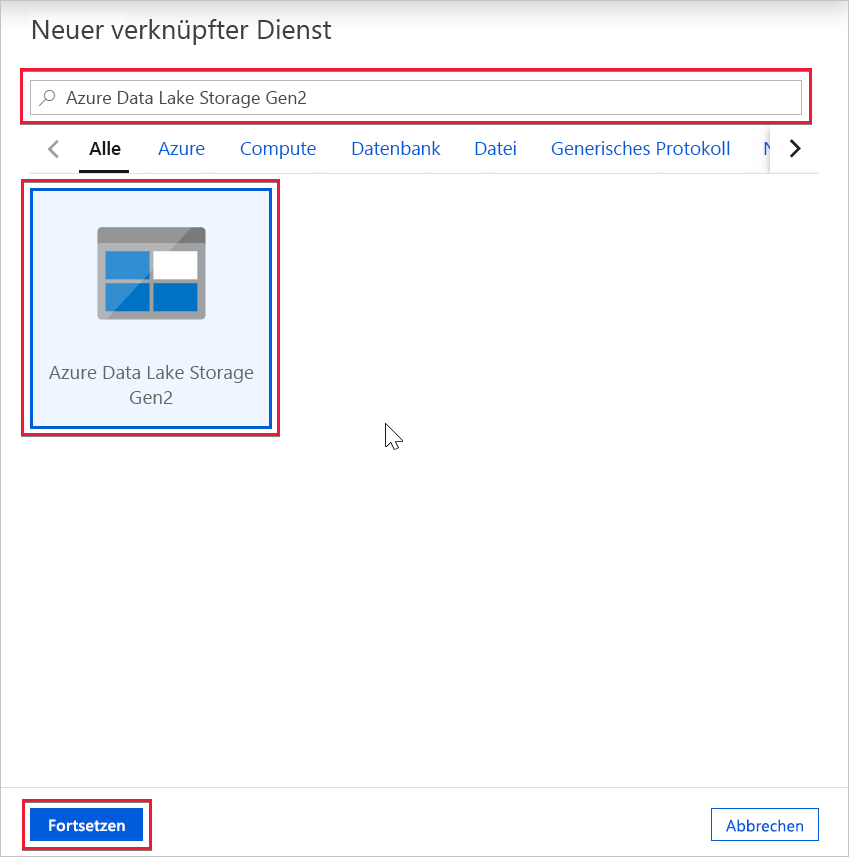 Neuer verknüpfter Dienst
Azure Data Lake Storage Gen2
Alle Azure Compute Datenbank Datei Generisches Protokoll
Azure Data Lake Storage
Gen2
Fortsetzen Abbrechen